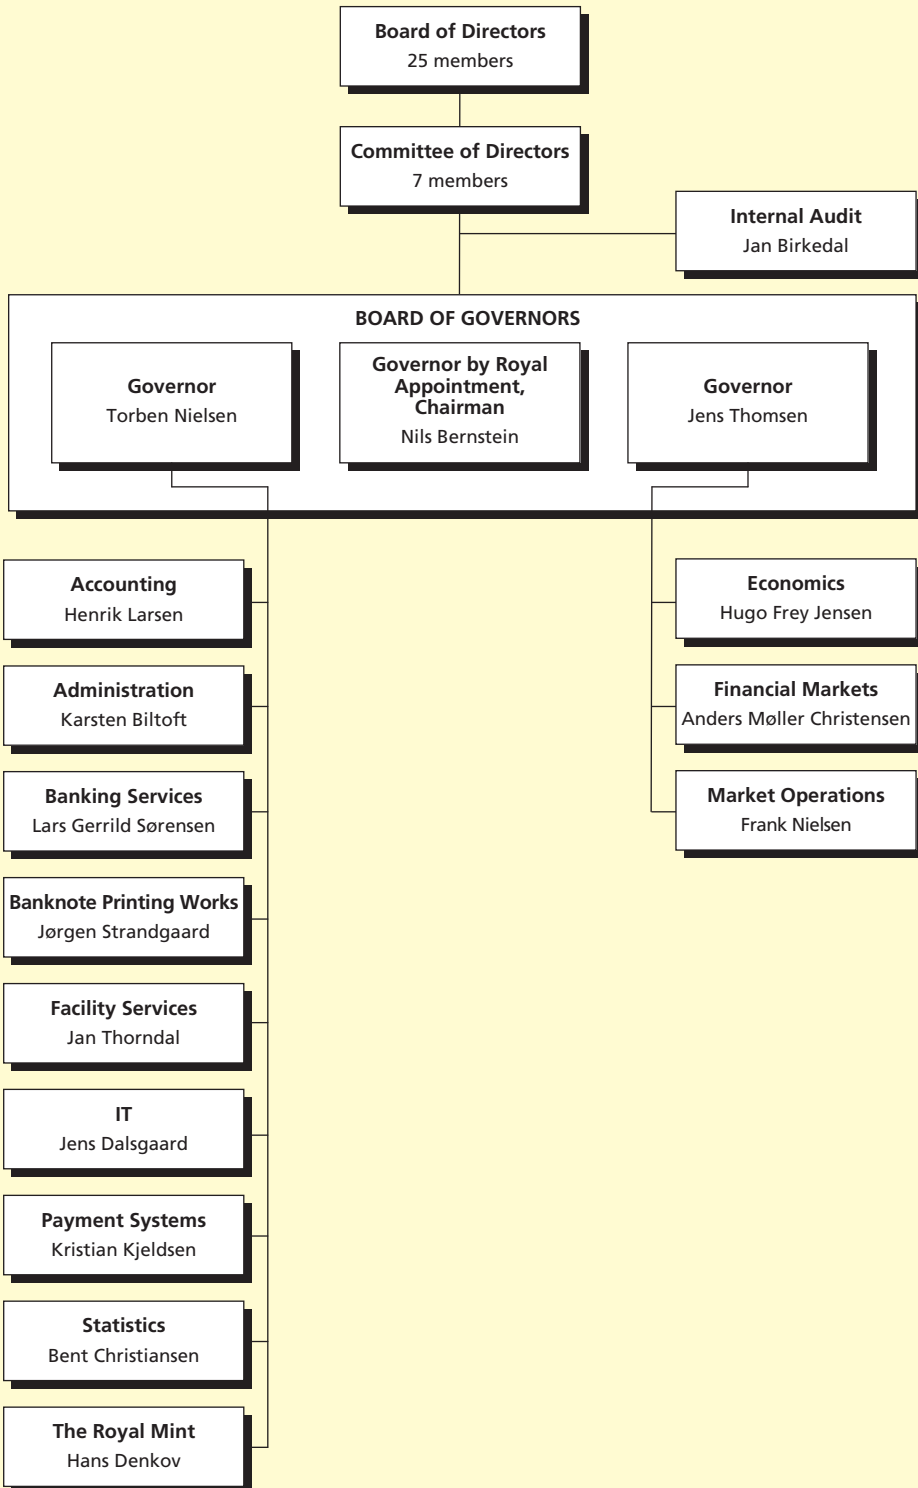 Board of Directors
25 members
Committee of Directors
7 members
Internal Audit
Jan Birkedal
BOARD OF GOVERNORS
Governor
Torben Nielsen
Governor by Royal
Appointment,
Chairman
Nils Bernstein
Governor
Jens Thomsen
Accounting
Henrik Larsen
Administration
Karsten Biltoft
Banking Services
Lars Gerrild Sørensen
Banknote Printing Works
Jørgen Strandgaard
Facility Services
Jan Thorndal
IT
Jens Dalsgaard
Payment Systems
Kristian Kjeldsen
Statistics
Bent Christiansen
The Royal Mint
Hans Denkov
Economics
Hugo Frey Jensen
Financial Markets
Anders Møller Christensen
Market Operations
Frank Nielsen